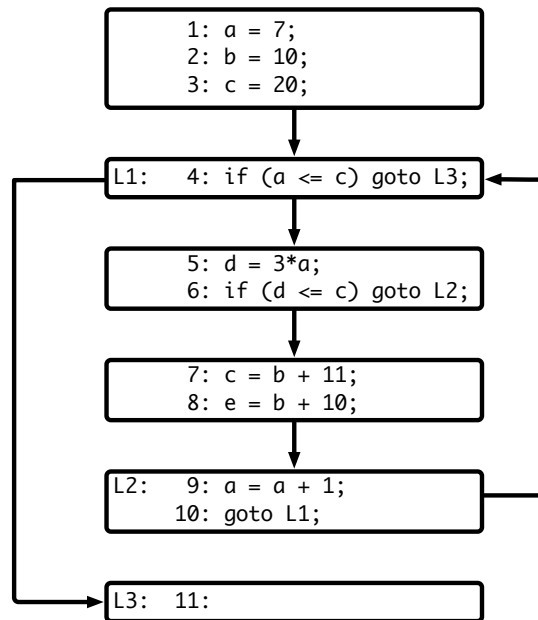 1: a = 7;
2: b = 10;
3: c = 20;
L1: 4: if (a <= c) goto L3;
5: d = 3*a;
6: if (d <= c) goto L2;
7: c = b + 11;
8: e = b + 10;
L2: 9: a = a + 1;
10: goto L1;
L3: 11: